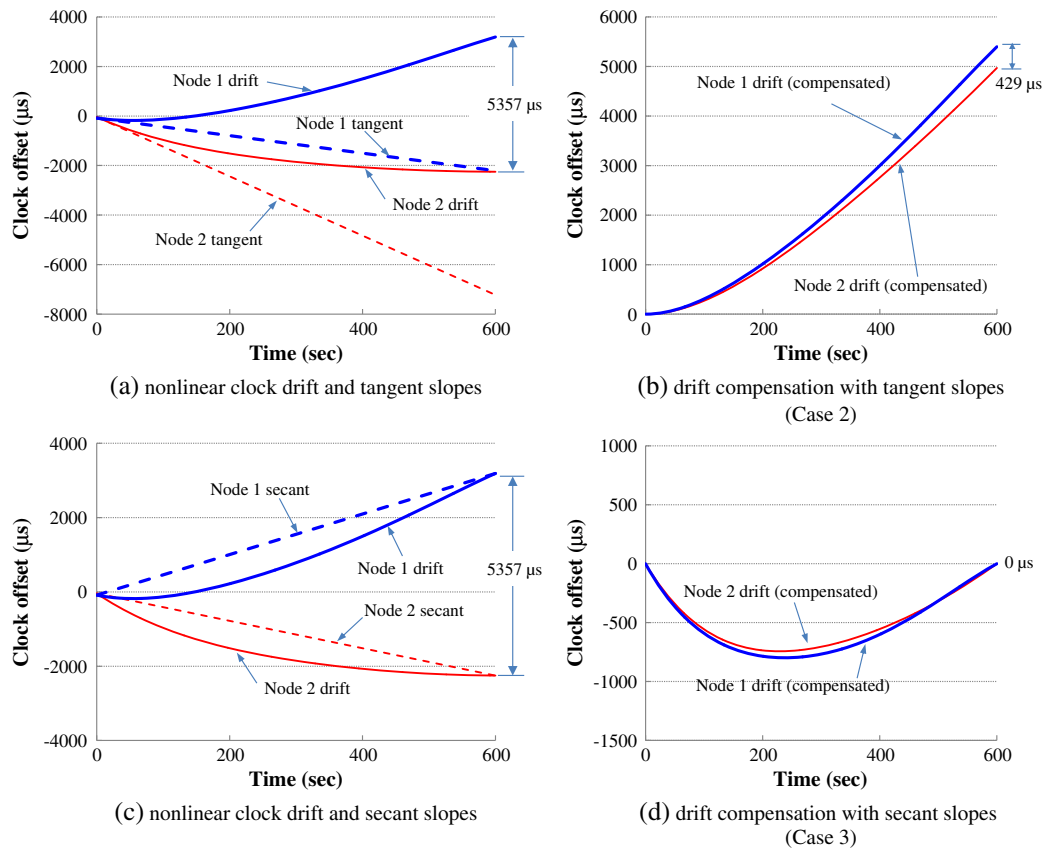 4000
2000
0
-2000
-4000
-6000
-8000
Clock offset (µs)
Node 1 drift
Node 1 tangent
Node 2 drift
Node 2 tangent
5357 µs
0
200
400
600
Time (sec)
(a) nonlinear clock drift and tangent slopes
6000
5000
4000
3000
2000
1000
0
Clock offset (µs)
Node 1 drift (compensated)
Node 2 drift (compensated)
429 µs
0
200
400
600
Time (sec)
(b) drift compensation with tangent slopes
(Case 2)
4000
2000
0
-2000
-4000
Clock offset (µs)
Node 1 secant
Node 1 drift
Node 2 secant
Node 2 drift
5357 µs
0
200
400
600
Time (sec)
(c) nonlinear clock drift and secant slopes
1000
500
0
-500
-1000
-1500
Clock offset (µs)
0 µs
Node 2 drift (compensated)
Node 1 drift (compensated)
0
200
400
600
Time (sec)
(d) drift compensation with secant slopes
(Case 3)